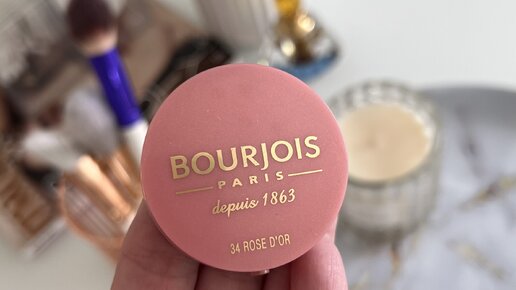 BOURJOIS
PARIS
depuis 1863
34 ROSE D'OR